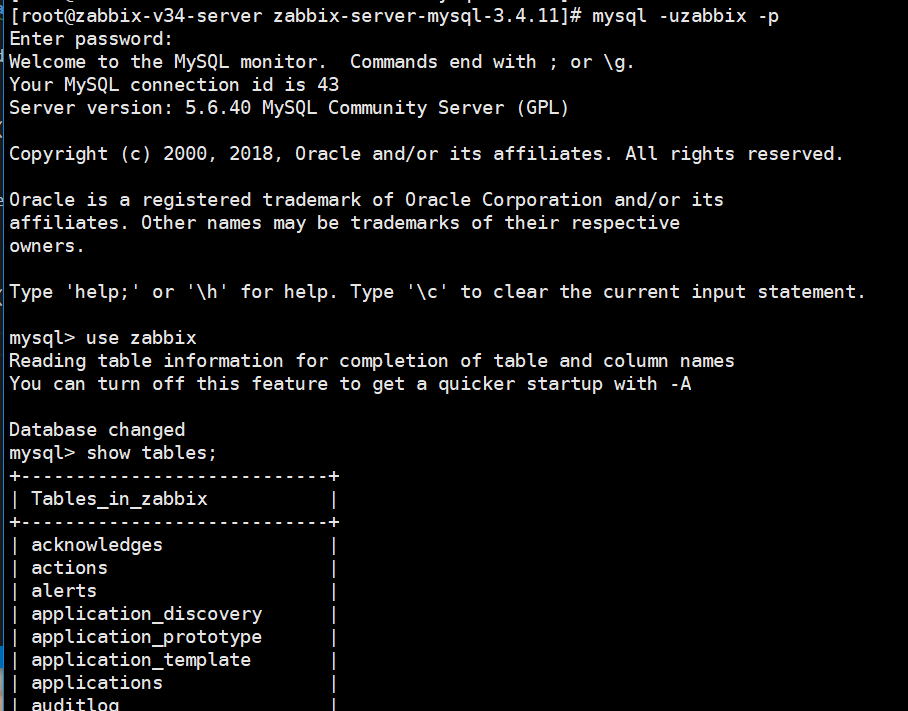 [root@zabbix-v34-server zabbix-server-mysql-3.4.11]# mysql -uzabbix -p
Enter password:
Welcome to the MySQL monitor.  Commands end with ; or \g.
Your MySQL connection id is 43
Server version: 5.6.40 MySQL Community Server (GPL)

Copyright (c) 2000, 2018, Oracle and/or its affiliates. All rights reserved.

Oracle is a registered trademark of Oracle Corporation and/or its
affiliates. Other names may be trademarks of their respective
owners.

Type 'help;' or '\h' for help. Type '\c' to clear the current input statement.

mysql> use zabbix
Reading table information for completion of table and column names
You can turn off this feature to get a quicker startup with -A

Database changed
mysql> show tables;
+----------------------------+
| Tables_in_zabbix           |
+----------------------------+
| acknowledges               |
| actions                    |
| alerts                     |
| application_discovery      |
| application_prototype      |
| application_template       |
| applications               |
| auditlog                   |